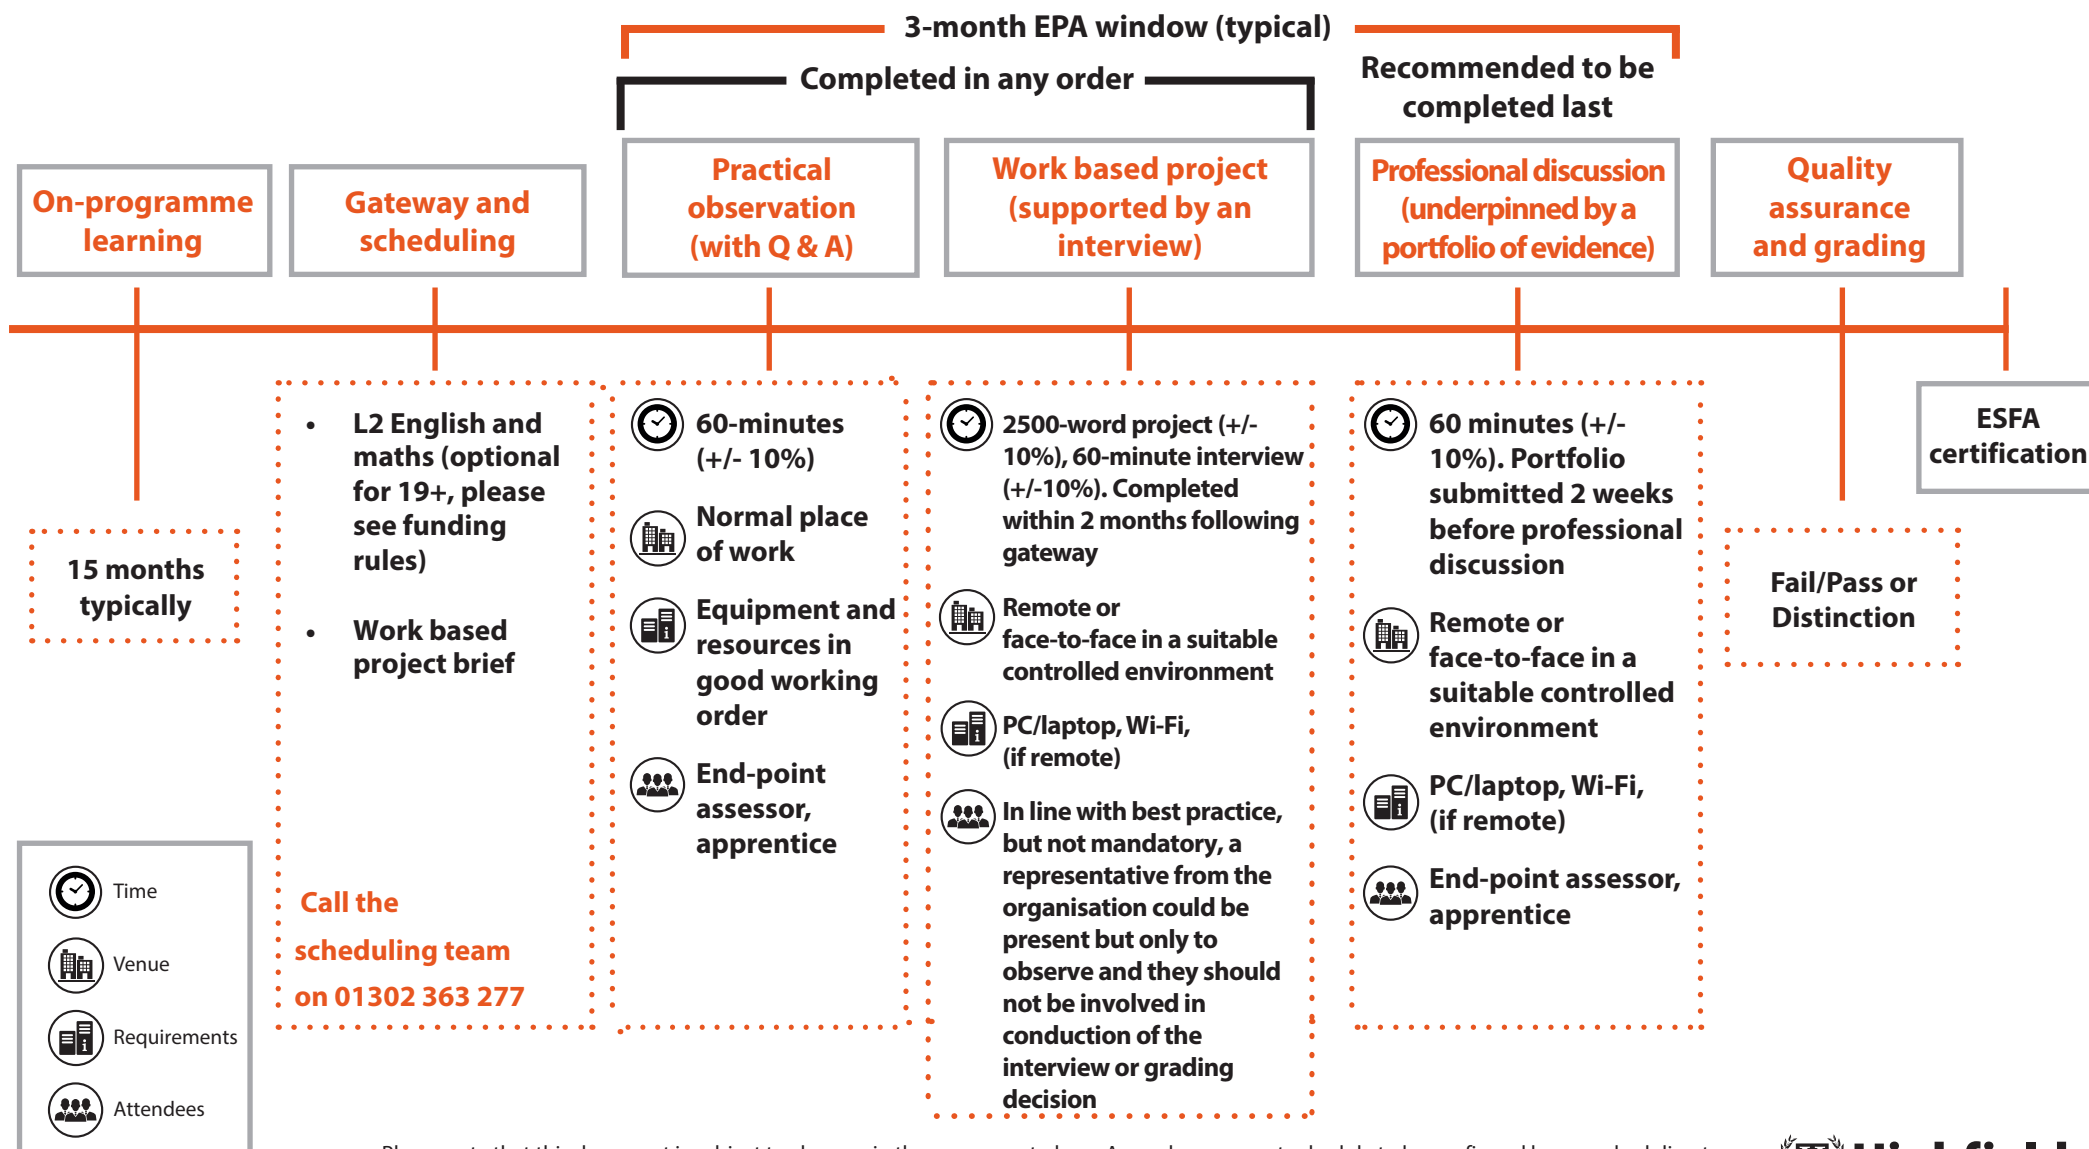 3-month EPA window (typical)
Completed in any order
Recommended to be
completed last
On-programme
learning
Gateway and
scheduling
Practical
observation
(with Q & A)
Work based project
(supported by an
interview)
Professional discussion
(underpinned by a
portfolio of evidence)
Quality
assurance
and grading
15 months
typically
• L2 English and
maths (optional
for 19+, please
see funding
rules)
• Work based
project brief
Call the
scheduling team
on 01302 363 277
60-minutes
(+/- 10%)
Normal place
of work
Equipment and
resources in
good working
order
End-point
assessor,
apprentice
2500-word project (+/-
10%), 60-minute interview
(+/-10%). Completed
within 2 months following
gateway
Remote or
face-to-face in a suitable
controlled environment
PC/laptop, Wi-Fi,
(if remote)
In line with best practice,
but not mandatory, a
representative from the
organisation could be
present but only to
observe and they should
not be involved in
conduction of the
interview or grading
decision
60 minutes (+/-
10%). Portfolio
submitted 2 weeks
before professional
discussion
Remote or
face-to-face in a
suitable controlled
environment
PC/laptop, Wi-Fi,
(if remote)
End-point assessor,
apprentice
Fail/Pass or
Distinction
ESFA
certification
Time
Venue
Requirements
Attendees